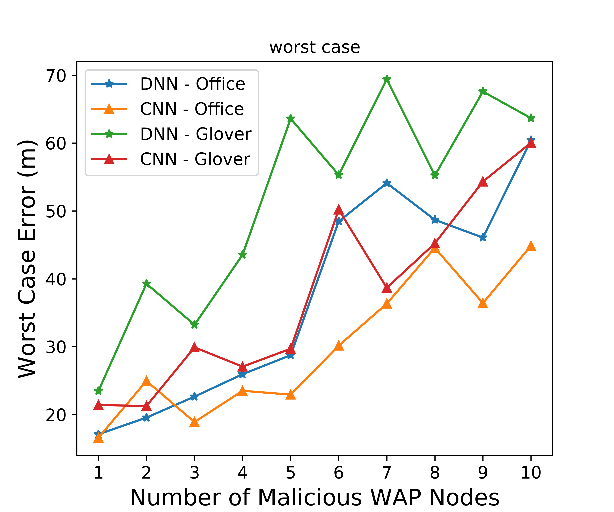 worst case
DNN - Office
CNN - Office
DNN - Glover
CNN - Glover
Worst Case Error (m)
70
60
50
40
30
20
1 2 3 4 5 6 7 8 9 10
Number of Malicious WAP Nodes